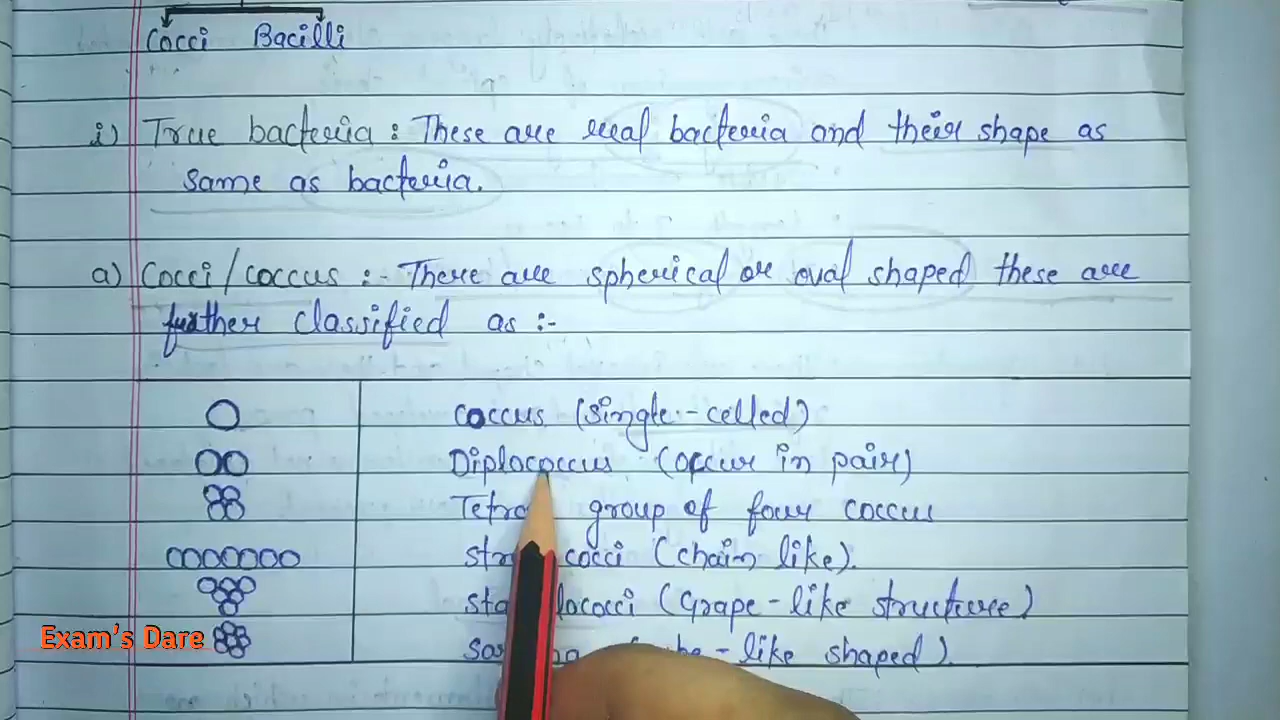 Cocci Bacilli
i) True bacteria : These are real bacteria and their shape as
same as bacteria.
a) Cocci/coccus :- There are spherical or oval shaped these are
further classified as :-
Coccus (single-celled)
Diplococcus (occur in pair)
group of four coccus
cocci (chain like).
(Grape-like structure)
-like shaped).
Exam's Dare